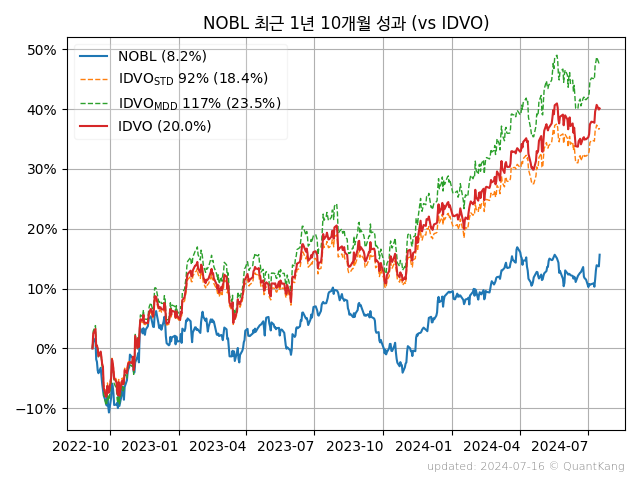 NOBL 최근 1년 10개월 성과 (vs IDVO)
50%
40%
30%
20%
10%
0%
−10%
NOBL (8.2%)
IDVO_STD 92% (18.4%)
IDVO_MDD 117% (23.5%)
IDVO (20.0%)
2022-10 2023-01 2023-04 2023-07 2023-10 2024-01 2024-04 2024-07
updated: 2024-07-16 © QuantKang